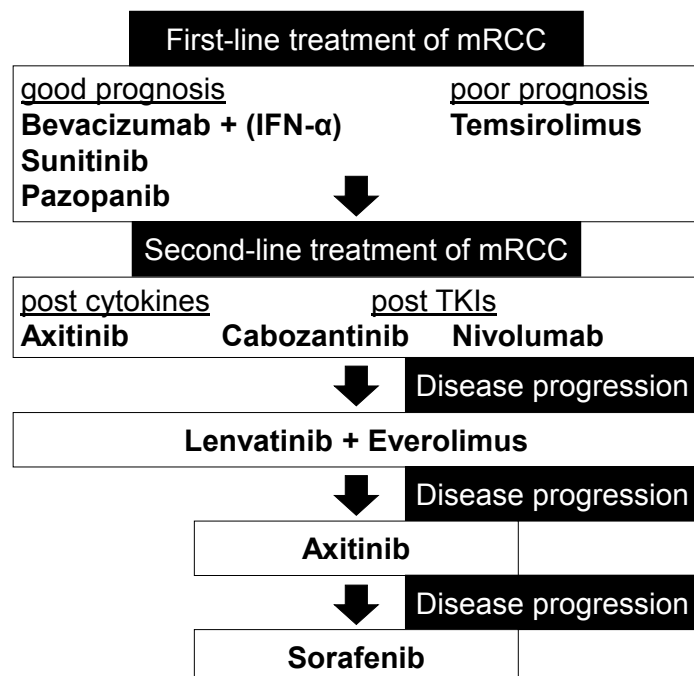 First-line treatment of mRCC
good prognosis poor prognosis
Bevacizumab + (IFN-α) Temsirolimus
Sunitinib
Pazopanib
Second-line treatment of mRCC
post cytokines post TKIs
Axitinib Cabozantinib Nivolumab
Disease progression
Lenvatinib + Everolimus
Disease progression
Axitinib
Disease progression
Sorafenib